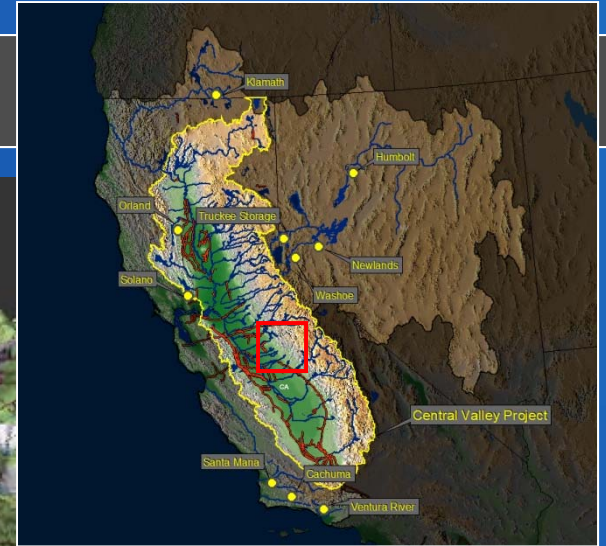 Klamath
Humbolt
Orland
Truckee Storage
Newlands
Solano
Washoe
CA
Central Valley Project
Santa Maria
Cachuma
Ventura River